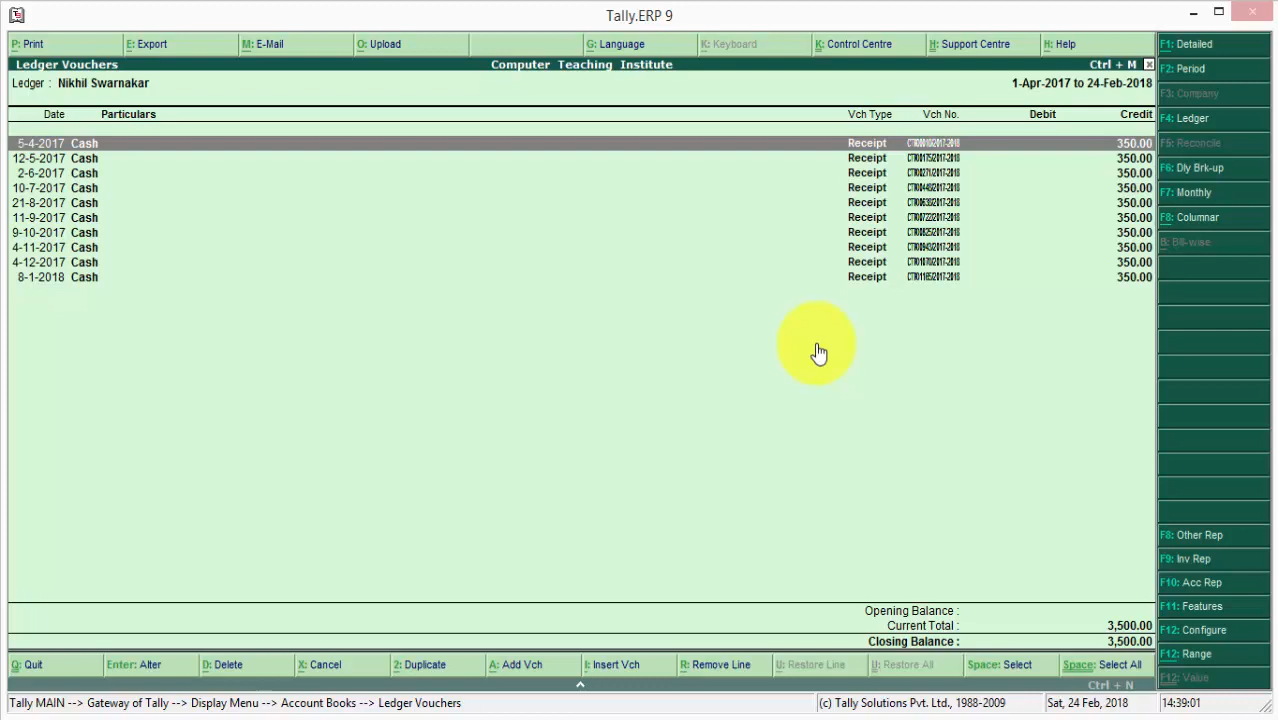 Tally.ERP 9
P: Print E: Export M: E-Mail O: Upload G: Language K: Keyboard K: Control Centre H: Support Centre H: Help
Ledger Vouchers Computer Teaching Institute Ctrl + M
Ledger : Nikhil Swarnakar 1-Apr-2017 to 24-Feb-2018
Date Particulars Vch Type Vch No. Debit Credit
5-4-2017 Cash Receipt 350.00
12-5-2017 Cash Receipt 350.00
2-6-2017 Cash Receipt 350.00
10-7-2017 Cash Receipt 350.00
21-8-2017 Cash Receipt 350.00
11-9-2017 Cash Receipt 350.00
9-10-2017 Cash Receipt 350.00
4-11-2017 Cash Receipt 350.00
4-12-2017 Cash Receipt 350.00
8-1-2018 Cash Receipt 350.00
Opening Balance :
Current Total : 3,500.00
Closing Balance : 3,500.00
F1: Detailed
F2: Period
F3: Company
F4: Ledger
F5: Reconcile
F6: Dly Brk-up
F7: Monthly
F8: Columnar
B: Bill-wise
F8: Other Rep
F9: Inv Rep
F10: Acc Rep
F11: Features
F12: Configure
F12: Range
F12: Value
Q: Quit Enter: Alter D: Delete X: Cancel 2: Duplicate A: Add Vch I: Insert Vch R: Remove Line U: Restore Line U: Restore All Space: Select Space: Select All
Ctrl + N
Tally MAIN --> Gateway of Tally --> Display Menu --> Account Books --> Ledger Vouchers (c) Tally Solutions Pvt. Ltd., 1988-2009 Sat, 24 Feb, 2018 14:39:01